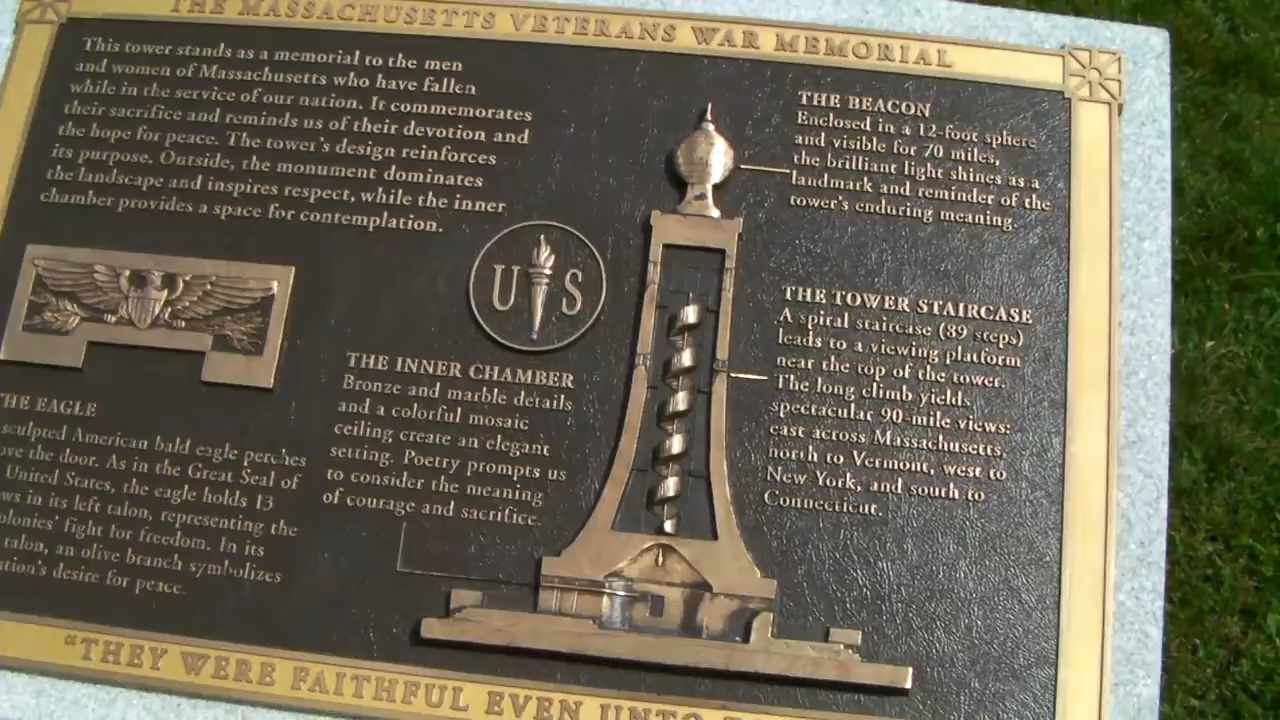 THE MASSACHUSETTS VETERANS WAR MEMORIAL
This tower stands as a memorial to the men
and women of Massachusetts who have fallen
while in the service of our nation. It commemorates
their sacrifice and reminds us of their devotion and
the hope for peace. The tower's design reinforces
its purpose. Outside, the monument dominates
the landscape and inspires respect, while the inner
chamber provides a space for contemplation.
THE BEACON
Enclosed in a 12-foot sphere
and visible for 70 miles,
the brilliant light shines as a
landmark and reminder of the
tower's enduring meaning.
U S
THE TOWER STAIRCASE
A spiral staircase (89 steps)
leads to a viewing platform
near the top of the tower.
The long climb yields
spectacular 90-mile views:
east across Massachusetts,
north to Vermont, west to
New York, and south to
Connecticut.
THE INNER CHAMBER
Bronze and marble details
and a colorful mosaic
ceiling create an elegant
setting. Poetry prompts us
to consider the meaning
of courage and sacrifice.
THE EAGLE
sculpted American bald eagle perches
the door. As in the Great Seal of
United States, the eagle holds 13
in its left talon, representing the
fight for freedom. In its
talon, an olive branch symbolizes
desire for peace.
"THEY WERE FAITHFUL EVEN UNTO